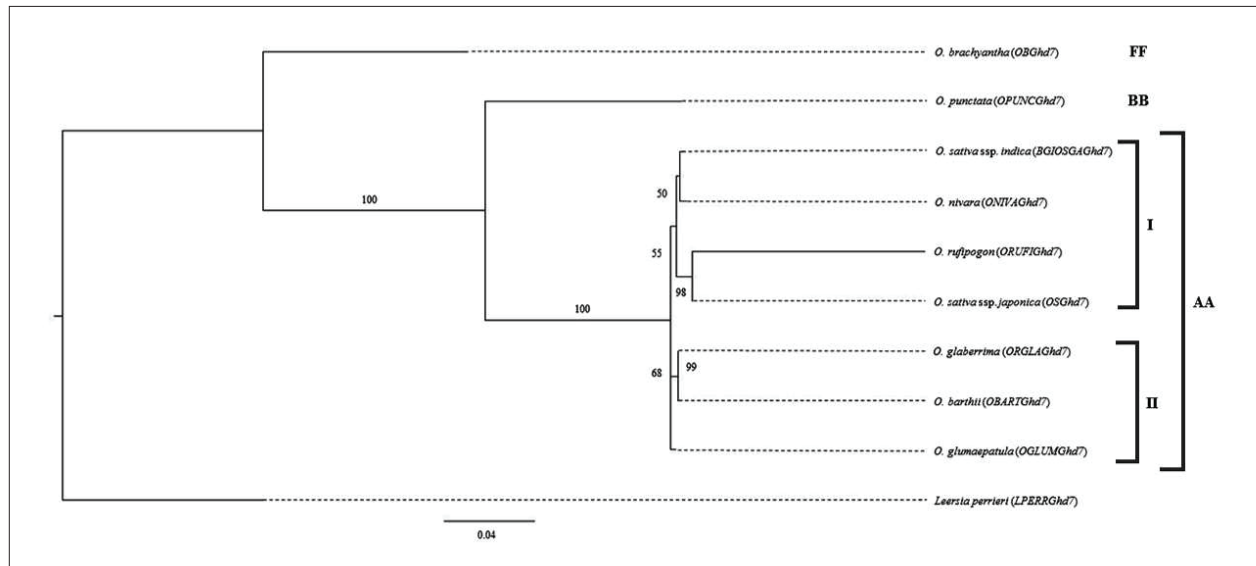 O. brachyantha (OBGhd7) FF
O. punctata (OPUNCGhd7) BB
O. sativa ssp. indica (BGIOSGAGhd7)
50
O. nivara (ONIVAGhd7)
100
I
55
O. rufipogon (ORUFIGhd7)
98
O. sativa ssp. japonica (OSGhd7)
AA
100
O. glaberrima (ORGLAGhd7)
99
68
O. barthii (OBARTGhd7)
II
O. glumaepatula (OGLUMGhd7)
Leersia perrieri (LPERRGhd7)
0.04